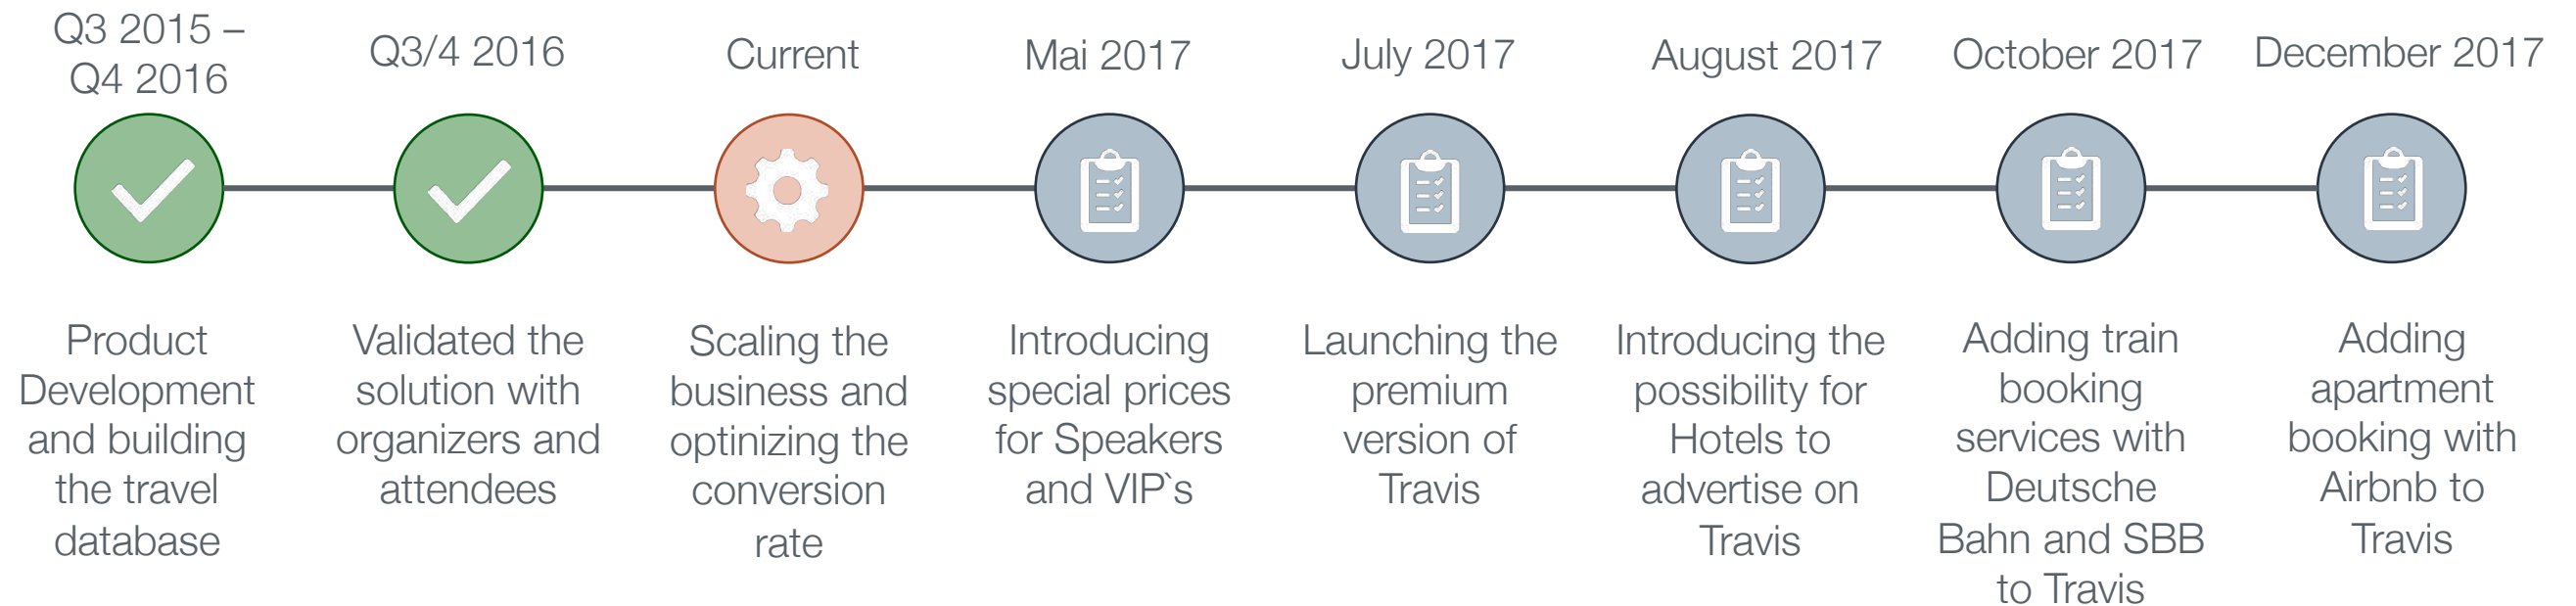 Q3 2015 –
Q4 2016
Q3/4 2016
Current
Mai 2017
July 2017
August 2017
October 2017
December 2017
Product
Development
and building
the travel
database
Validated the
solution with
organizers and
attendees
Scaling the
business and
optinizing the
conversion
rate
Introducing
special prices
for Speakers
and VIP`s
Launching the
premium
version of
Travis
Introducing the
possibility for
Hotels to
advertise on
Travis
Adding train
booking
services with
Deutsche
Bahn and SBB
to Travis
Adding
apartment
booking with
Airbnb to
Travis